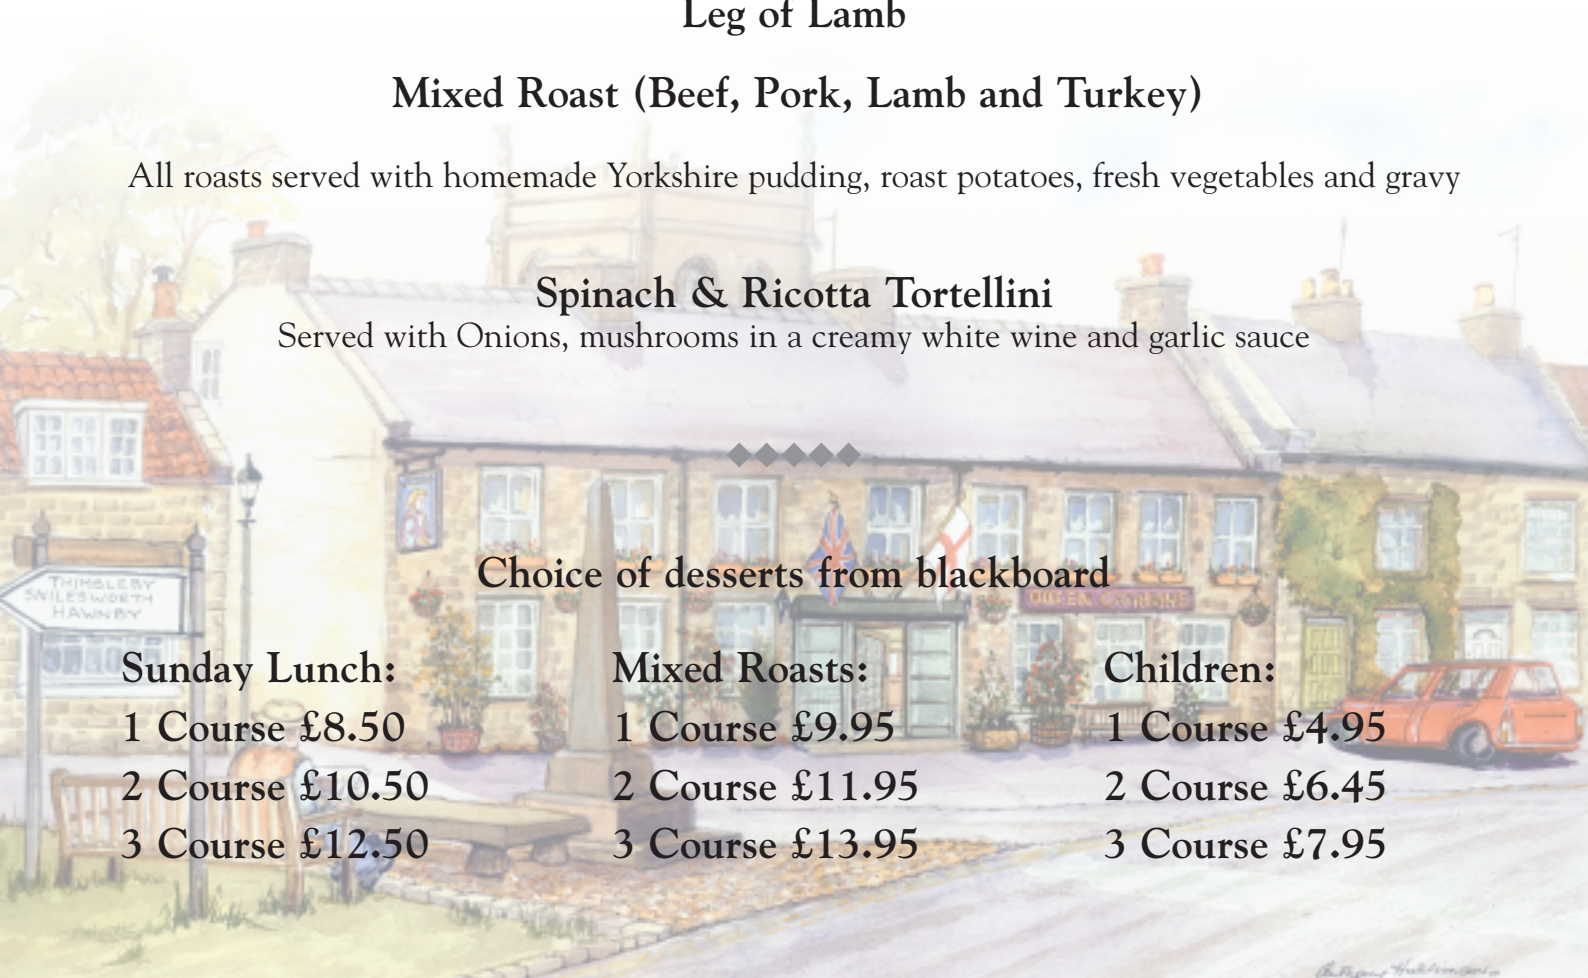 Leg of Lamb
Mixed Roast (Beef, Pork, Lamb and Turkey)
All roasts served with homemade Yorkshire pudding, roast potatoes, fresh vegetables and gravy
Spinach & Ricotta Tortellini
Served with Onions, mushrooms in a creamy white wine and garlic sauce
Choice of desserts from blackboard
THIMBLEBY
SNILESWORTH
HAWNBY
QUEEN CATHERINE
Sunday Lunch:
1 Course £8.50
2 Course £10.50
3 Course £12.50
Mixed Roasts:
1 Course £9.95
2 Course £11.95
3 Course £13.95
Children:
1 Course £4.95
2 Course £6.45
3 Course £7.95